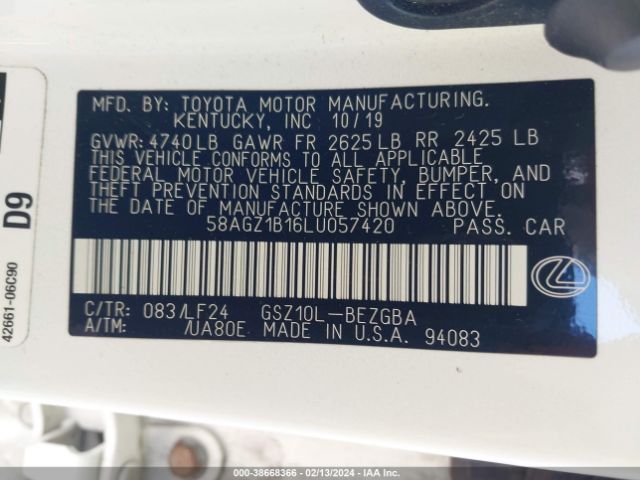 MFD. BY: TOYOTA MOTOR MANUFACTURING.
KENTUCKY, INC 10/19
GVWR: 4740LB GAWR FR 2625LB RR 2425 LB
THIS VEHICLE CONFORMS TO ALL APPLICABLE
FEDERAL MOTOR VEHICLE SAFETY, BUMPER, AND
THEFT PREVENTION STANDARDS IN EFFECT ON
THE DATE OF MANUFACTURE SHOWN ABOVE.
58AGZ1B16LU057420 PASS. CAR
C/TR: 083/LF24 GSZ10L-BEZGBA
A/TM: /UA80E MADE IN U.S.A. 94083
42661-06C90
D9
000-38668366 - 02/13/2024 - IAA